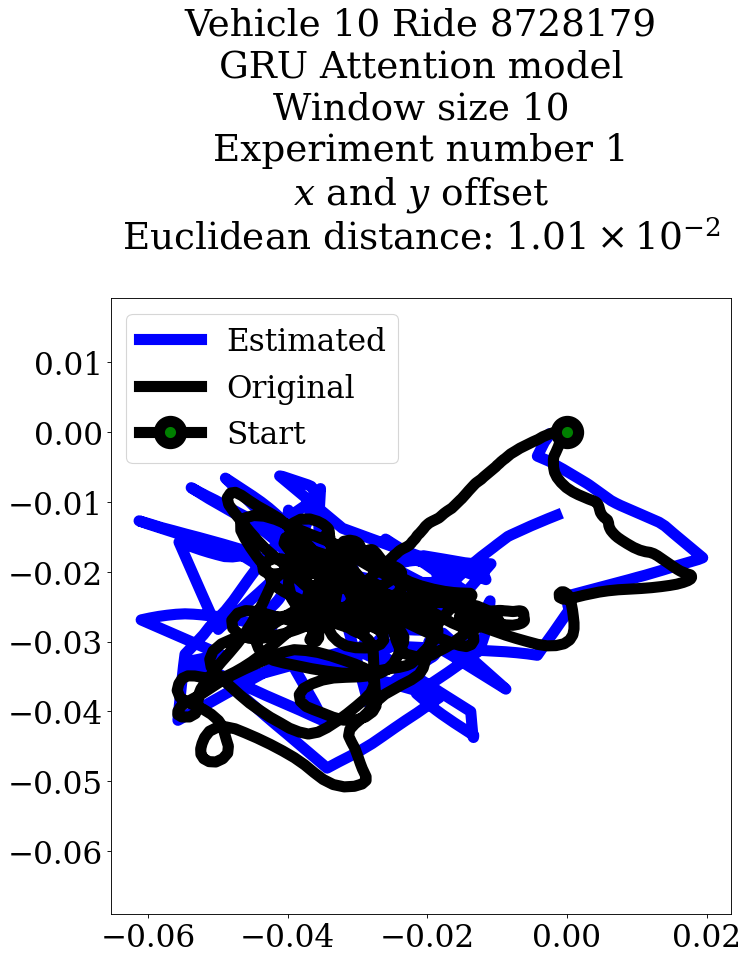 Vehicle 10 Ride 8728179
GRU Attention model
Window size 10
Experiment number 1
x and y offset
Euclidean distance: 1.01 × 10⁻²
Estimated
Original
Start
0.01
0.00
−0.01
−0.02
−0.03
−0.04
−0.05
−0.06
−0.06 −0.04 −0.02 0.00 0.02